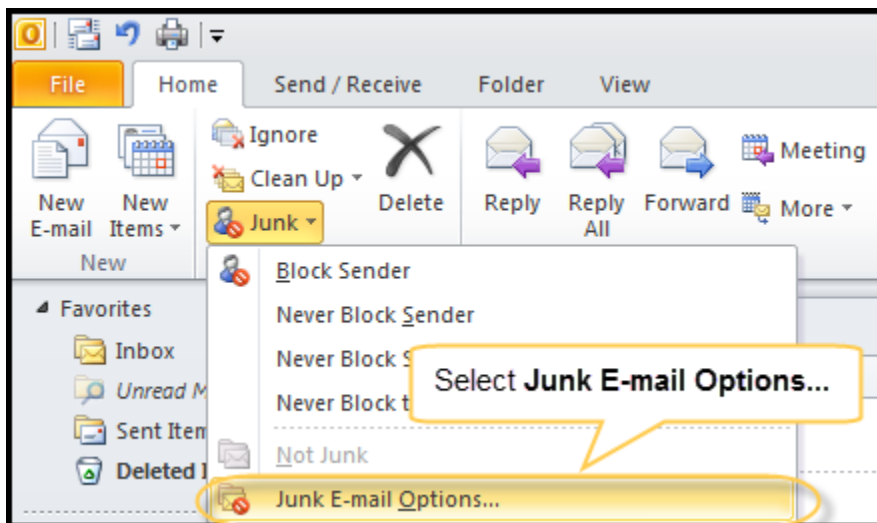 File Home Send / Receive Folder View
Ignore
Clean Up
Junk
New E-mail
New Items
Delete
Reply
Reply All
Forward
Meeting
More
New
Block Sender
Never Block Sender
Never Block
Never Block
Not Junk
Junk E-mail Options...
Select Junk E-mail Options...
Favorites
Inbox
Unread
Sent
Deleted